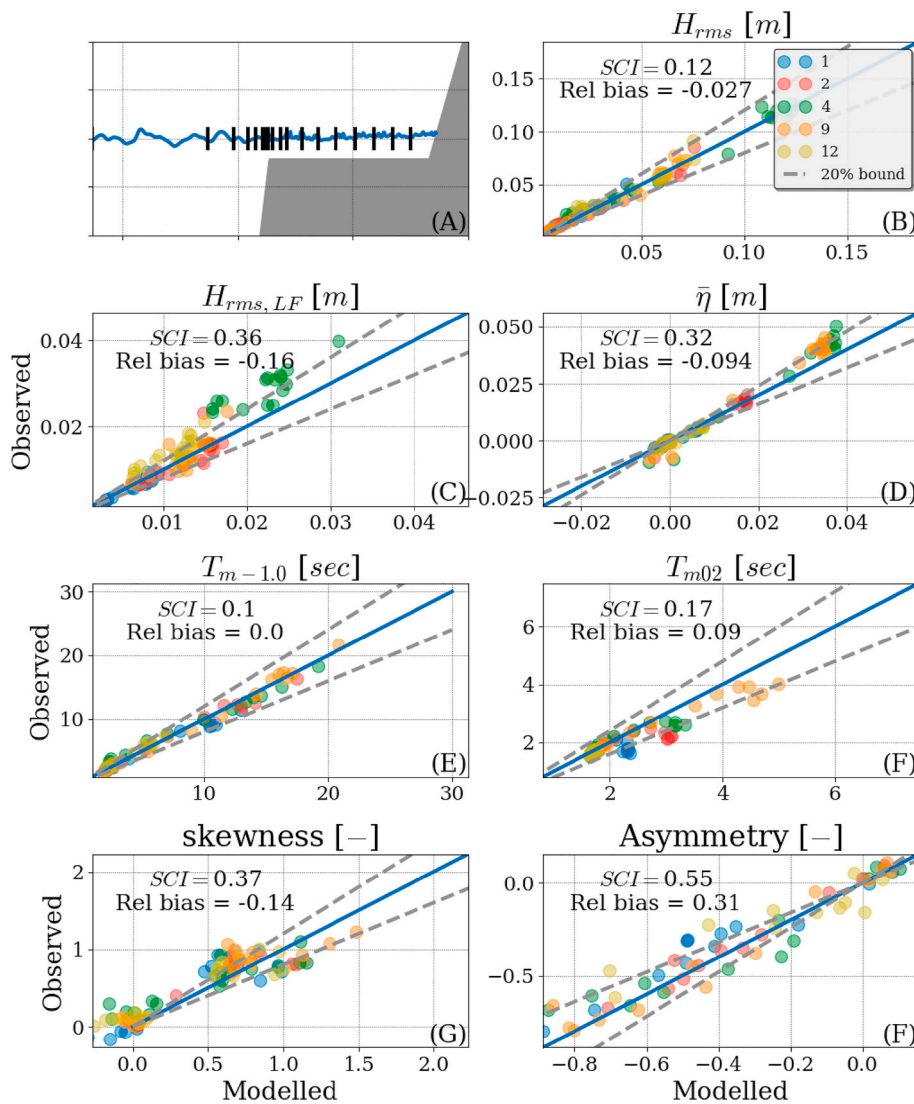 H_{rms} [m]
0.15
0.10
0.05
SCI = 0.12
Rel bias = -0.027
1
2
4
9
12
20% bound
(A)
(B)
0.05 0.10 0.15
H_{rms, LF} [m]
η̄ [m]
Observed
0.04
0.02
SCI = 0.36
Rel bias = -0.16
(C)
0.01 0.02 0.03 0.04
0.050
0.025
0.000
−0.025
SCI = 0.32
Rel bias = -0.094
(D)
−0.02 0.00 0.02 0.04
T_{m−1.0} [sec]
T_{m02} [sec]
Observed
30
20
10
SCI = 0.1
Rel bias = 0.0
(E)
10 20 30
6
4
2
SCI = 0.17
Rel bias = 0.09
(F)
2 4 6
skewness [−]
Asymmetry [−]
Observed
2
1
0
SCI = 0.37
Rel bias = -0.14
(G)
0.0 0.5 1.0 1.5 2.0
Modelled
0.0
−0.5
SCI = 0.55
Rel bias = 0.31
(F)
−0.8 −0.6 −0.4 −0.2 0.0
Modelled